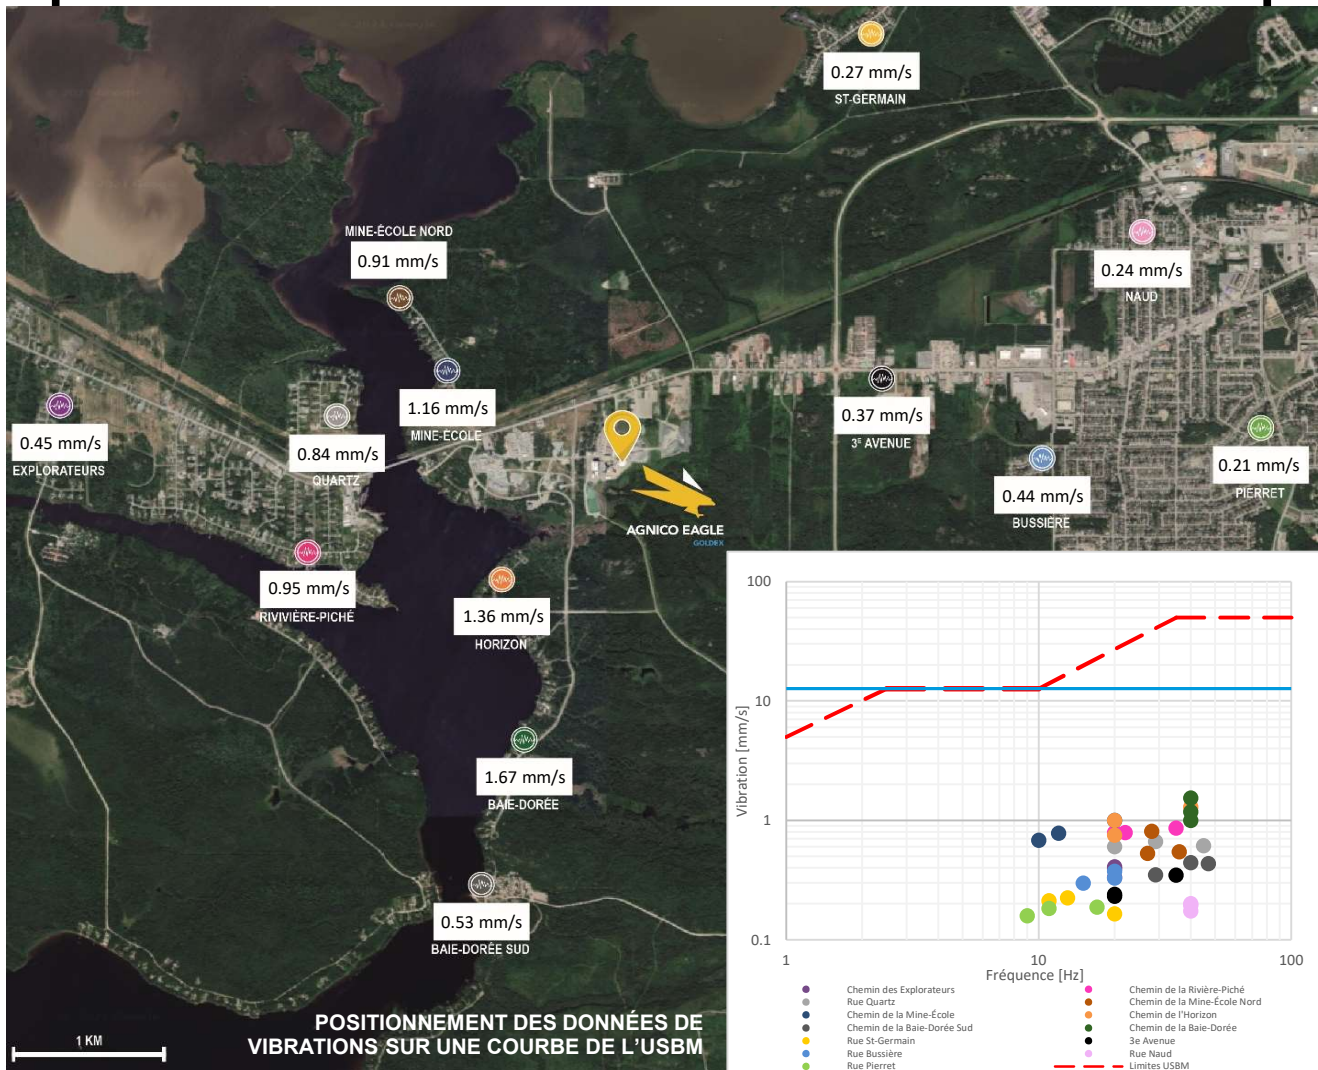 0.27 mm/s
ST-GERMAIN
MINE-ÉCOLE NORD
0.91 mm/s
0.24 mm/s
NAUD
1.16 mm/s
MINE-ÉCOLE
0.45 mm/s
EXPLORATEURS
0.84 mm/s
QUARTZ
0.37 mm/s
3E AVENUE
0.44 mm/s
BUSSIÈRE
0.21 mm/s
PIERRET
AGNICO EAGLE
GOLDEX
0.95 mm/s
RIVIVIÈRE-PICHÉ
1.36 mm/s
HORIZON
1.67 mm/s
BAIE-DORÉE
0.53 mm/s
BAIE-DORÉE SUD
POSITIONNEMENT DES DONNÉES DE
VIBRATIONS SUR UNE COURBE DE L'USBM
1 KM
100
10
1
0.1
Vibration [mm/s]
1
10
100
Fréquence [Hz]
Chemin des Explorateurs
Chemin de la Rivière-Piché
Rue Quartz
Chemin de la Mine-École Nord
Chemin de la Mine-École
Chemin de l'Horizon
Chemin de la Baie-Dorée Sud
Chemin de la Baie-Dorée
Rue St-Germain
3e Avenue
Rue Bussière
Rue Naud
Rue Pierret
Limites USBM